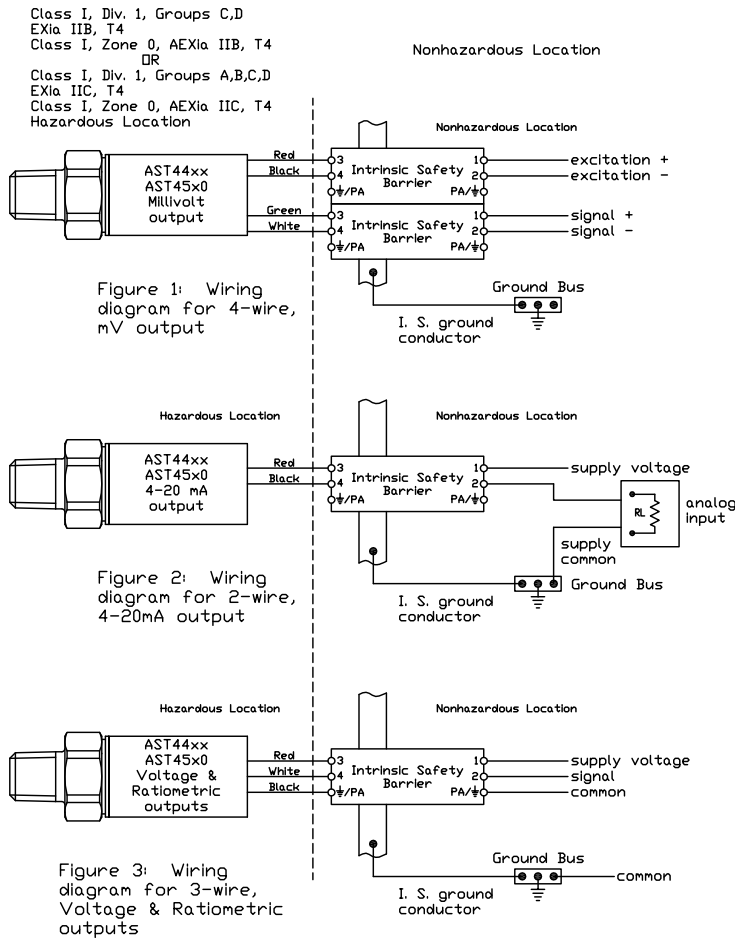 Class I, Div. 1, Groups C,D
EXia IIB, T4
Class I, Zone 0, AEXia IIB, T4
OR
Class I, Div. 1, Groups A,B,C,D
EXia IIC, T4
Class I, Zone 0, AEXia IIC, T4
Hazardous Location
Nonhazardous Location
Nonhazardous Location
AST44xx
AST45x0
Millivolt
output
Red
Black
Green
White
3
4
⏚/PA
Intrinsic Safety
Barrier
1
2
PA/⏚
3
4
⏚/PA
Intrinsic Safety
Barrier
1
2
PA/⏚
excitation +
excitation -
signal +
signal -
Ground Bus
I. S. ground
conductor
Figure 1: Wiring
diagram for 4-wire,
mV output
Hazardous Location
Nonhazardous Location
AST44xx
AST45x0
4-20 mA
output
Red
Black
3
4
⏚/PA
Intrinsic Safety
Barrier
1
2
PA/⏚
supply voltage
RL
analog
input
supply
common
Ground Bus
I. S. ground
conductor
Figure 2: Wiring
diagram for 2-wire,
4-20mA output
Hazardous Location
Nonhazardous Location
AST44xx
AST45x0
Voltage &
Ratiometric
outputs
Red
White
Black
3
4
⏚/PA
Intrinsic Safety
Barrier
1
2
PA/⏚
supply voltage
signal
common
Ground Bus
common
I. S. ground
conductor
Figure 3: Wiring
diagram for 3-wire,
Voltage & Ratiometric
outputs